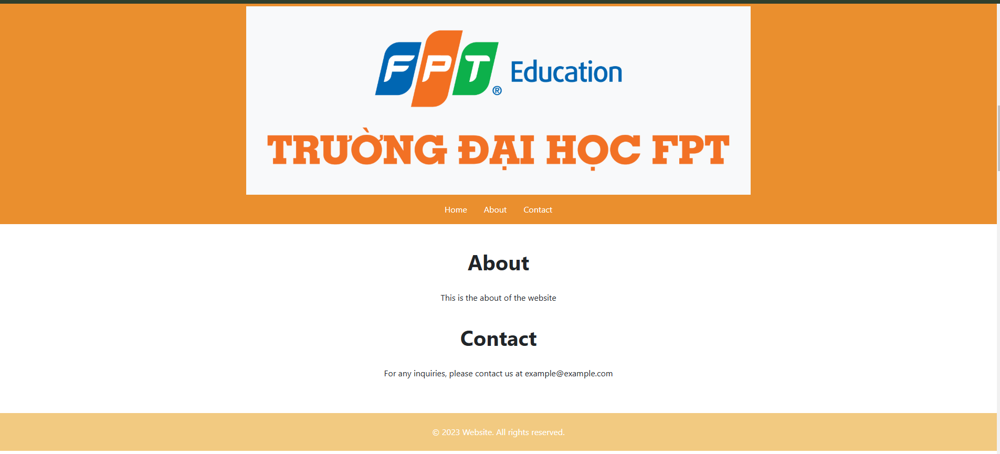 FPT® Education
TRƯỜNG ĐẠI HỌC FPT
Home About Contact
About
This is the about of the website
Contact
For any inquiries, please contact us at example@example.com
© 2023 Website. All rights reserved.